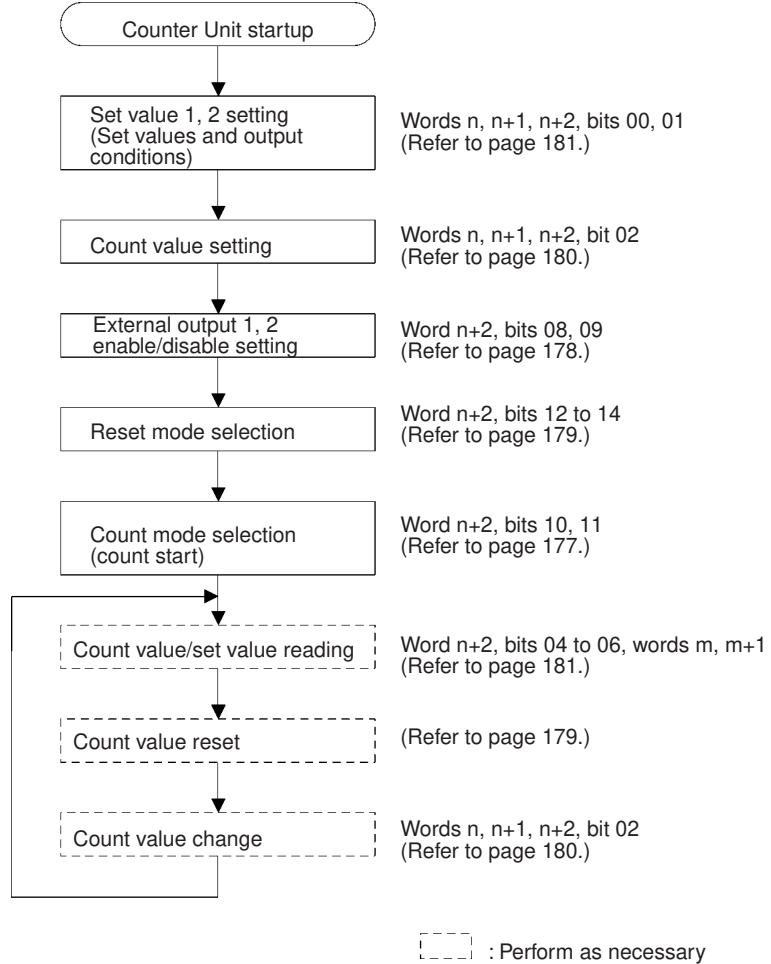 Counter Unit startup
Set value 1, 2 setting
(Set values and output
conditions)
Words n, n+1, n+2, bits 00, 01
(Refer to page 181.)
Count value setting
Words n, n+1, n+2, bit 02
(Refer to page 180.)
External output 1, 2
enable/disable setting
Word n+2, bits 08, 09
(Refer to page 178.)
Reset mode selection
Word n+2, bits 12 to 14
(Refer to page 179.)
Count mode selection
(count start)
Word n+2, bits 10, 11
(Refer to page 177.)
Count value/set value reading
Word n+2, bits 04 to 06, words m, m+1
(Refer to page 181.)
Count value reset
(Refer to page 179.)
Count value change
Words n, n+1, n+2, bit 02
(Refer to page 180.)
: Perform as necessary